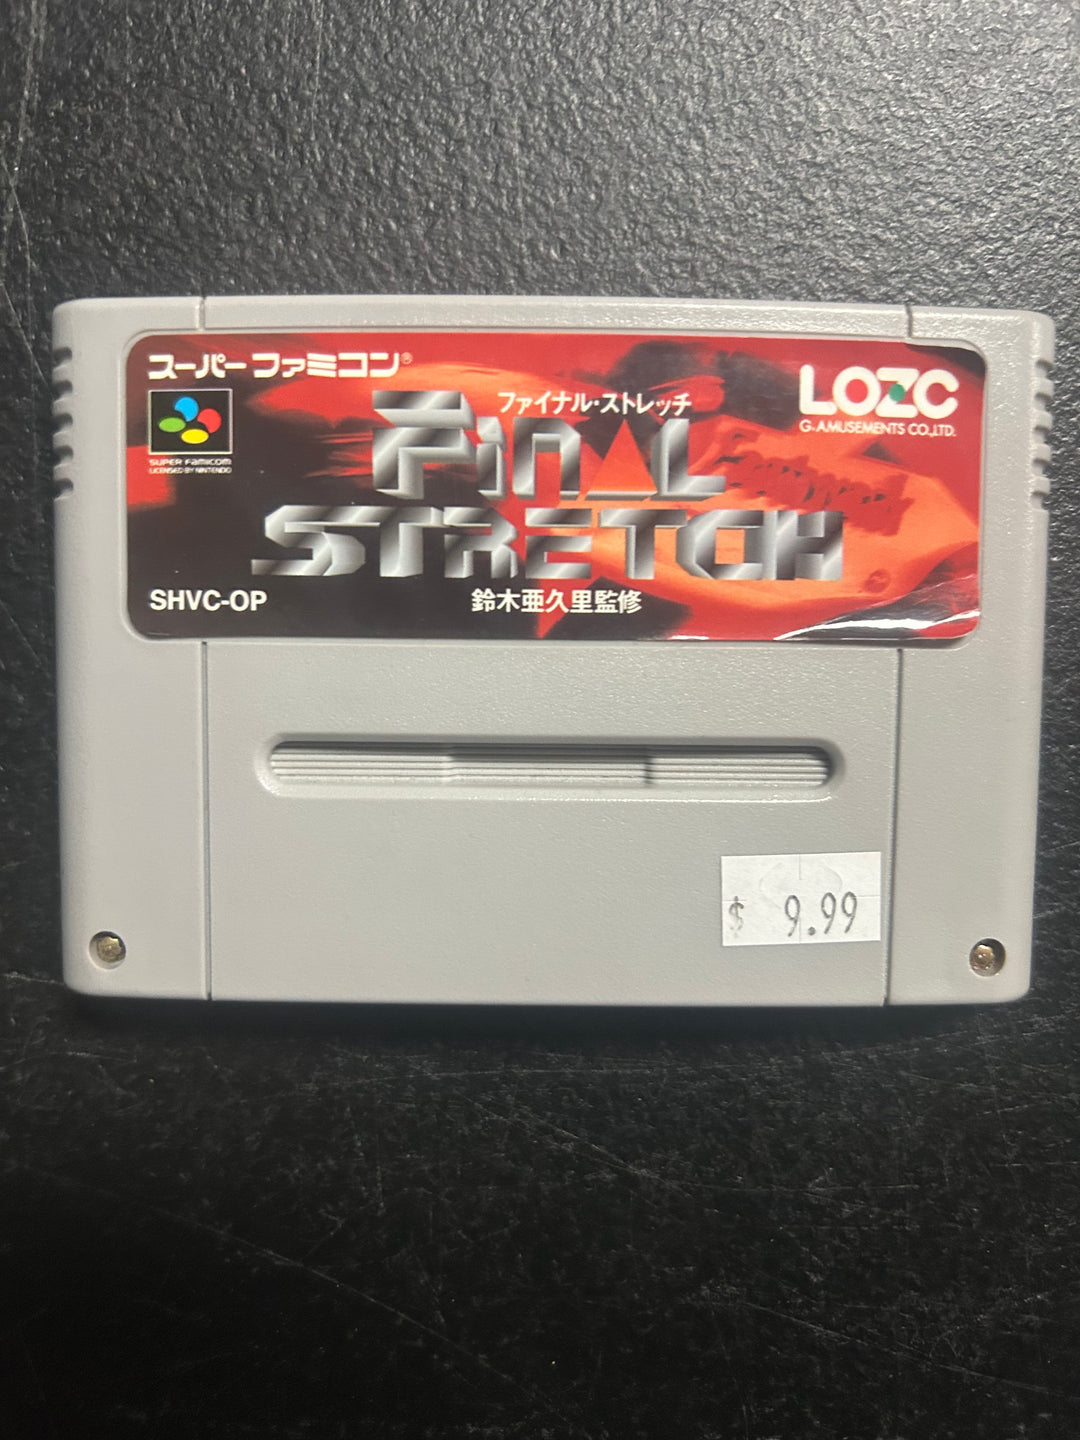 スーパーファミコン®
SUPER FAMICOM
LICENSED BY NINTENDO
LOZC
G·AMUSEMENTS CO.,LTD.
ファイナル・ストレッチ
FINAL
STRETCH
SHVC-OP
鈴木亜久里監修
$ 9.99